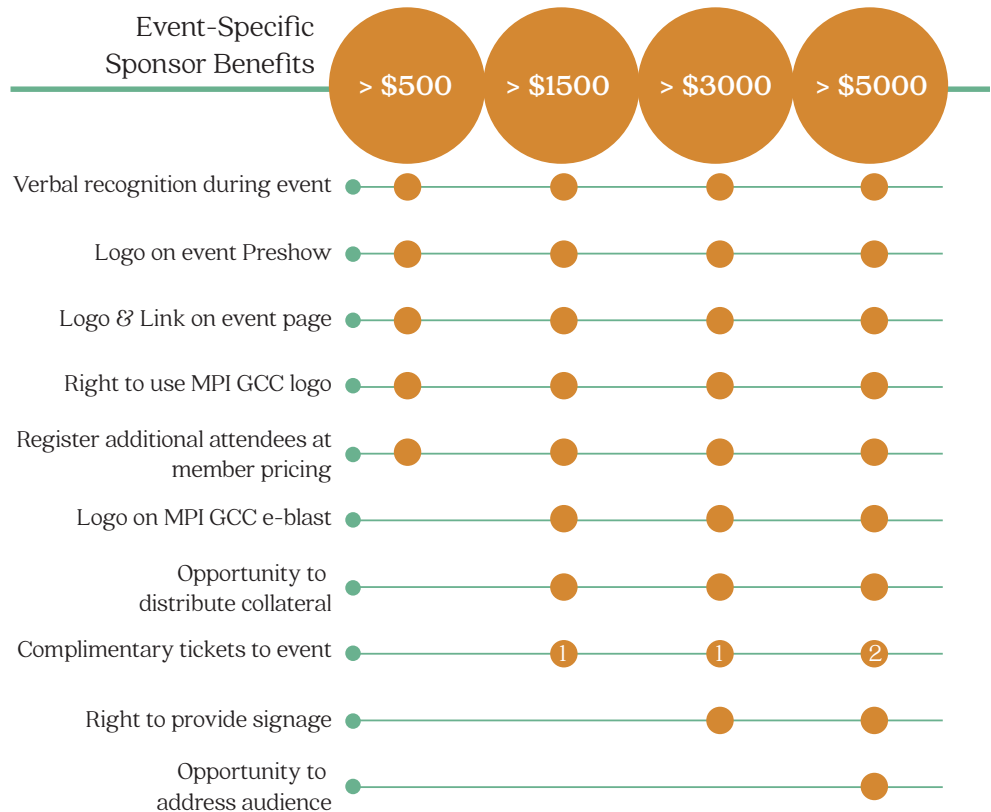 Event-Specific
Sponsor Benefits
> $500 > $1500 > $3000 > $5000
Verbal recognition during event
Logo on event Preshow
Logo & Link on event page
Right to use MPI GCC logo
Register additional attendees at
member pricing
Logo on MPI GCC e-blast
Opportunity to
distribute collateral
Complimentary tickets to event 1 1 2
Right to provide signage
Opportunity to
address audience